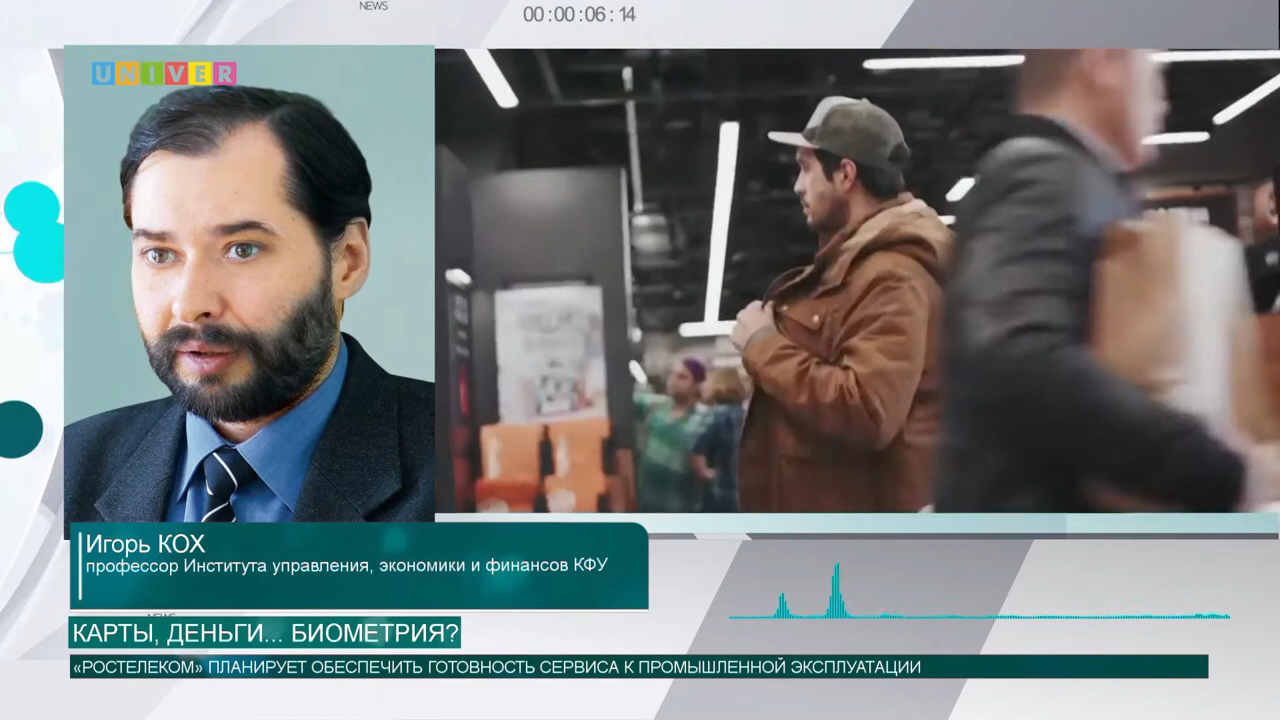 NEWS
00:00:06:14
UNIVER
Игорь КОХ
профессор Института управления, экономики и финансов КФУ
КАРТЫ, ДЕНЬГИ... БИОМЕТРИЯ?
«РОСТЕЛЕКОМ» ПЛАНИРУЕТ ОБЕСПЕЧИТЬ ГОТОВНОСТЬ СЕРВИСА К ПРОМЫШЛЕННОЙ ЭКСПЛУАТАЦИИ